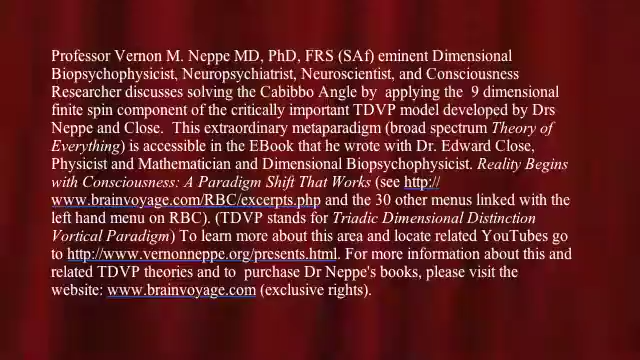 Professor Vernon M. Neppe MD, PhD, FRS (SAf) eminent Dimensional
Biopsychophysicist, Neuropsychiatrist, Neuroscientist, and Consciousness
Researcher discusses solving the Cabibbo Angle by  applying the  9 dimensional
finite spin component of the critically important TDVP model developed by Drs
Neppe and Close.  This extraordinary metaparadigm (broad spectrum Theory of
Everything) is accessible in the EBook that he wrote with Dr. Edward Close,
Physicist and Mathematician and Dimensional Biopsychophysicist. Reality Begins
with Consciousness: A Paradigm Shift That Works (see http://
www.brainvoyage.com/RBC/excerpts.php and the 30 other menus linked with the
left hand menu on RBC). (TDVP stands for Triadic Dimensional Distinction
Vortical Paradigm) To learn more about this area and locate related YouTubes go
to http://www.vernonneppe.org/presents.html. For more information about this and
related TDVP theories and to  purchase Dr Neppe's books, please visit the
website: www.brainvoyage.com (exclusive rights).